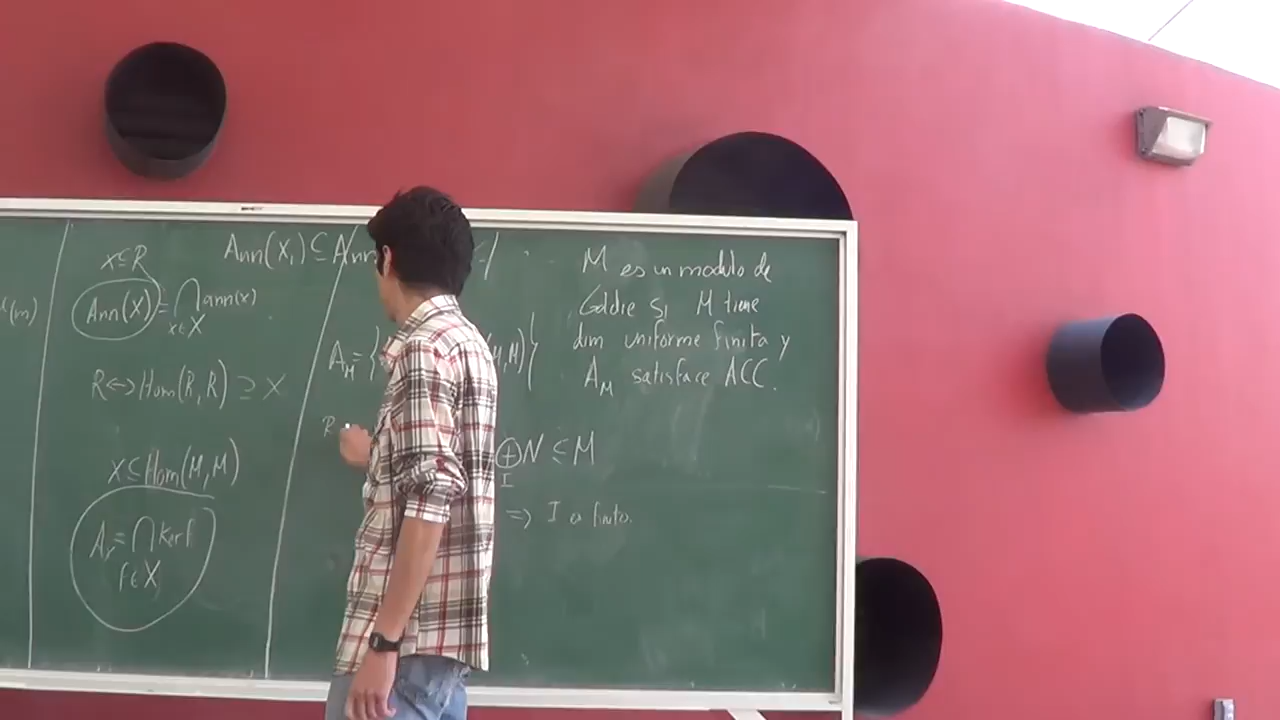 x⊆R
Ann(X)=⋂ ann(x)
x∈X
R↔Hom(R,R)⊇X
X⊆Hom(M,M)
A_X=⋂ker f
f∈X
Ann(X₁)⊆Ann
A_M={
M)}
R
M es un modulo de
Goldie si M tiene
dim uniforme finita y
A_M satisface ACC.
⊕N≤M
I
⇒ I es finito.